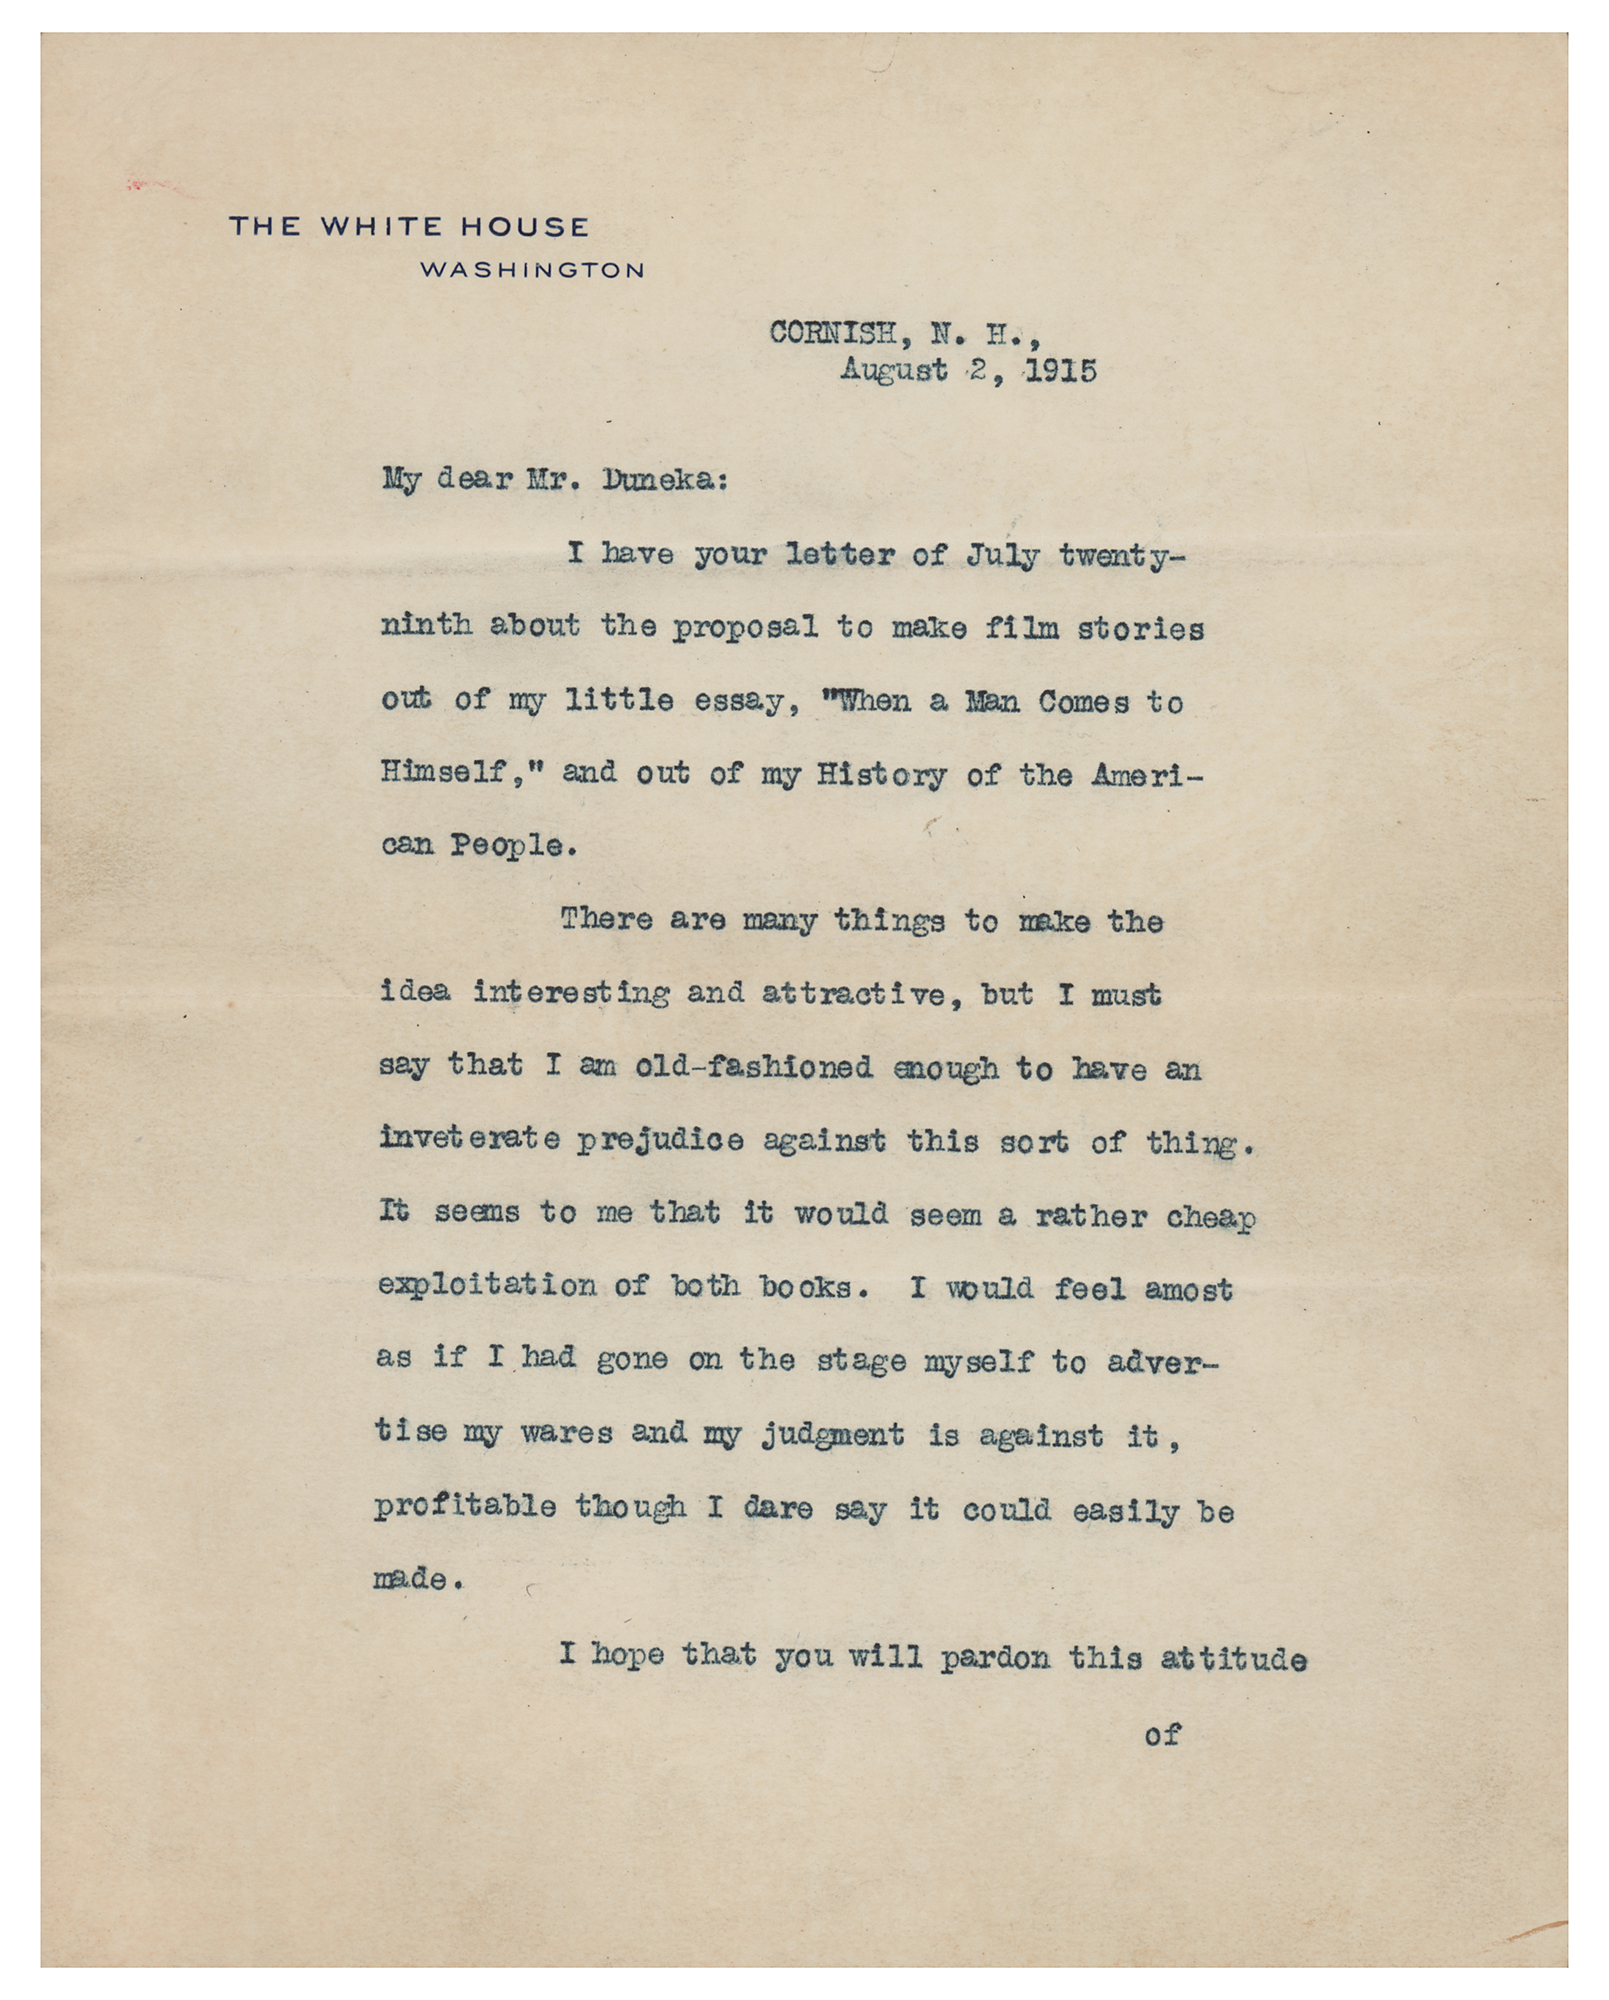 THE WHITE HOUSE
WASHINGTON
CORNISH, N. H.,
August 2, 1915
My dear Mr. Duneka:
I have your letter of July twenty-
ninth about the proposal to make film stories
out of my little essay, "When a Man Comes to
Himself," and out of my History of the Ameri-
can People.
There are many things to make the
idea interesting and attractive, but I must
say that I am old-fashioned enough to have an
inveterate prejudice against this sort of thing.
It seems to me that it would seem a rather cheap
exploitation of both books. I would feel amost
as if I had gone on the stage myself to adver-
tise my wares and my judgment is against it,
profitable though I dare say it could easily be
made.
I hope that you will pardon this attitude
of